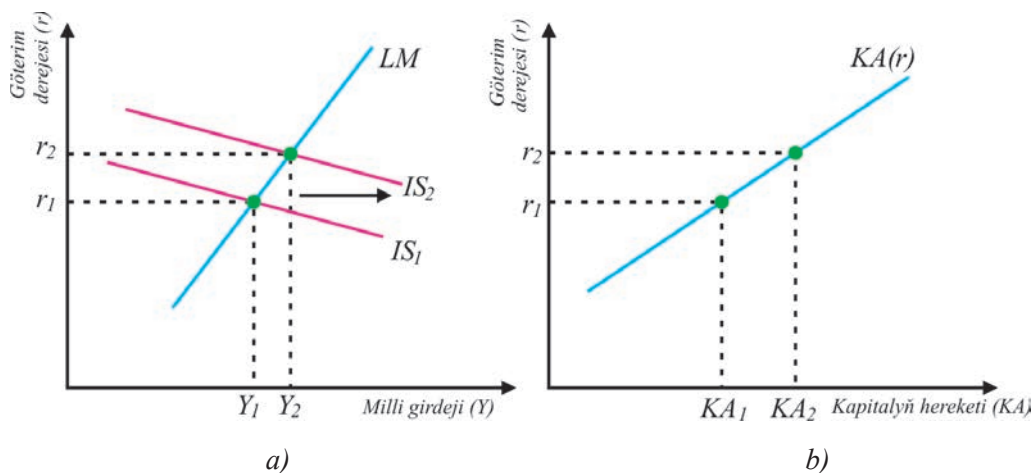 Göterim
derejesi (r)
LM
r₂
r₁
IS₂
IS₁
Y₁ Y₂ Milli girdeji (Y)
a)
Göterim
derejesi (r)
KA(r)
r₂
r₁
KA₁ KA₂ Kapitalyň hereketi (KA)
b)